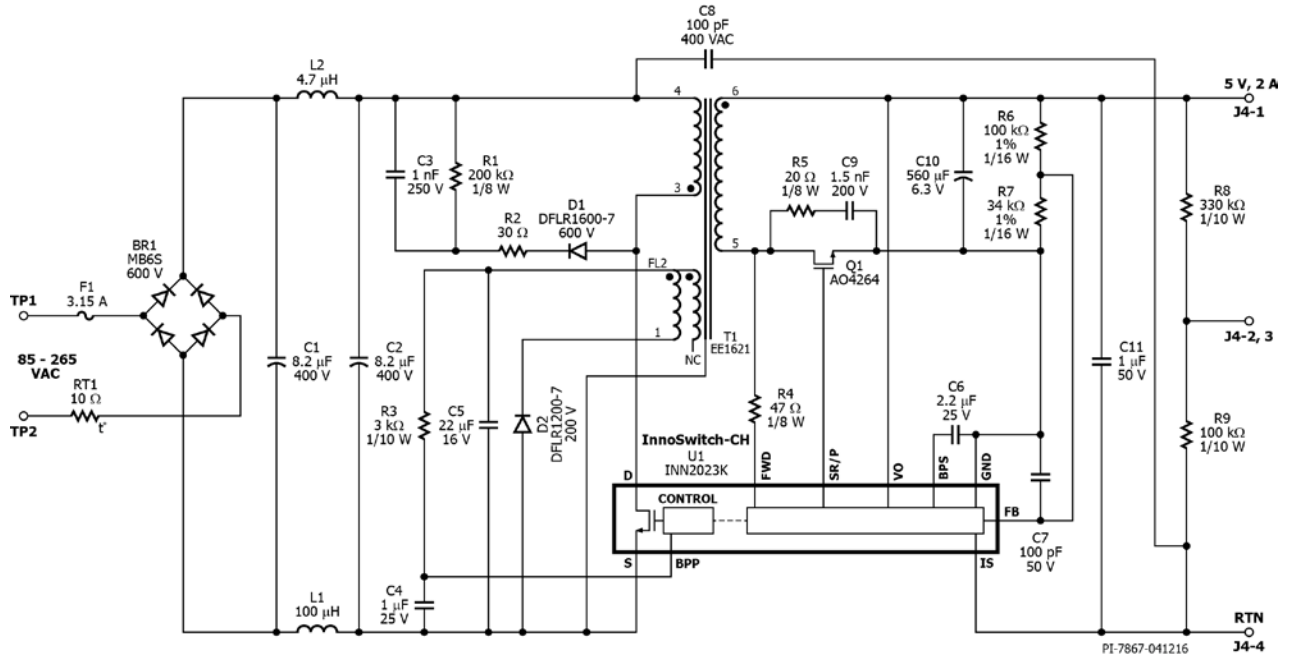 C8
100 pF
400 VAC
L2
4.7 µH
4
6
5 V, 2 A
J4-1
C3
1 nF
250 V
R1
200 kΩ
1/8 W
3
R5
20 Ω
1/8 W
C9
1.5 nF
200 V
C10
560 µF
6.3 V
R6
100 kΩ
1%
1/16 W
R7
34 kΩ
1%
1/16 W
R8
330 kΩ
1/10 W
R2
30 Ω
D1
DFLR1600-7
600 V
5
Q1
AO4264
BR1
MB6S
600 V
F1
3.15 A
TP1
FL2
1
NC
T1
EE1621
J4-2, 3
85 - 265
VAC
RT1
10 Ω
t°
TP2
C1
8.2 µF
400 V
C2
8.2 µF
400 V
R3
3 kΩ
1/10 W
C5
22 µF
16 V
D2
DFLR1200-7
200 V
R4
47 Ω
1/8 W
C6
2.2 µF
25 V
C11
1 µF
50 V
R9
100 kΩ
1/10 W
InnoSwitch-CH
U1
INN2023K
D
FWD
SR/P
VO
BPS
GND
CONTROL
FB
S
BPP
IS
C7
100 pF
50 V
C4
1 µF
25 V
L1
100 µH
RTN
J4-4
PI-7867-041216